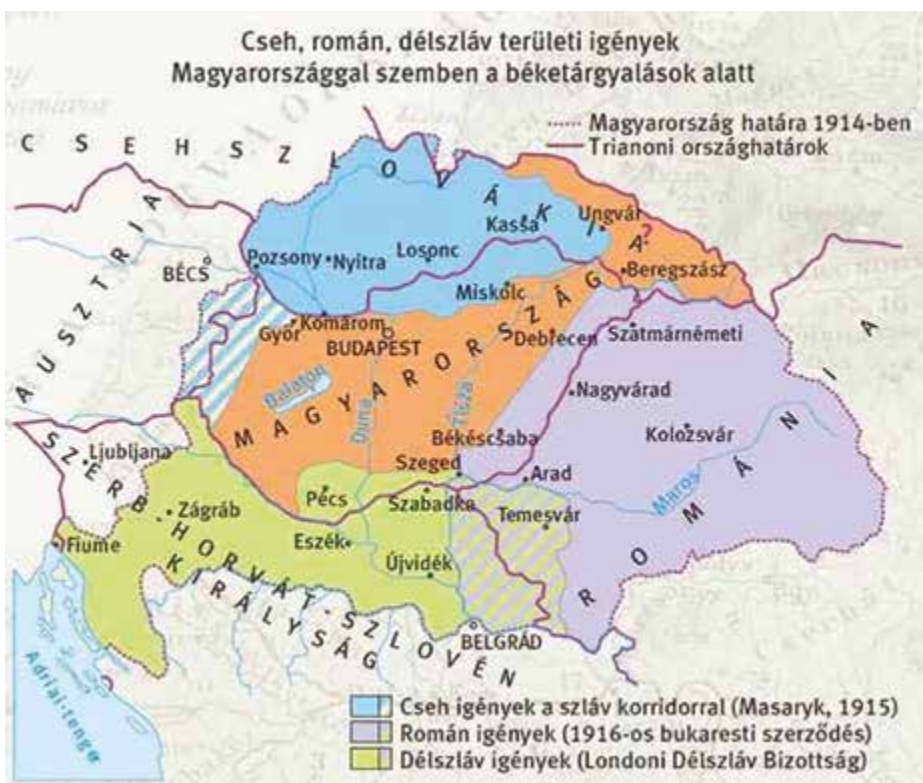 Cseh, román, délszláv területi igények
Magyarországgal szemben a béketárgyalások alatt
Magyarország határa 1914-ben
Trianoni országhatárok
CSEHSZLOVÁKIA
?
AUSZTRIA
BÉCS
Pozsony
Nyitra
Losonc
Kassa
Ungvár
Beregszász
Miskolc
Győr
Komárom
BUDAPEST
Debrecen
Szatmárnémeti
MAGYARORSZÁG
Balaton
Duna
Tisza
Nagyvárad
Kolozsvár
Békéscsaba
Szeged
Arad
Maros
ROMÁNIA
Ljubljana
Zágráb
Pécs
Szabadka
Temesvár
Fiume
Eszék
Újvidék
SZERB-HORVÁT-SZLOVÉN
KIRÁLYSÁG
BELGRÁD
Adriai-tenger
Cseh igények a szláv korridorral (Masaryk, 1915)
Román igények (1916-os bukaresti szerződés)
Délszláv igények (Londoni Délszláv Bizottság)